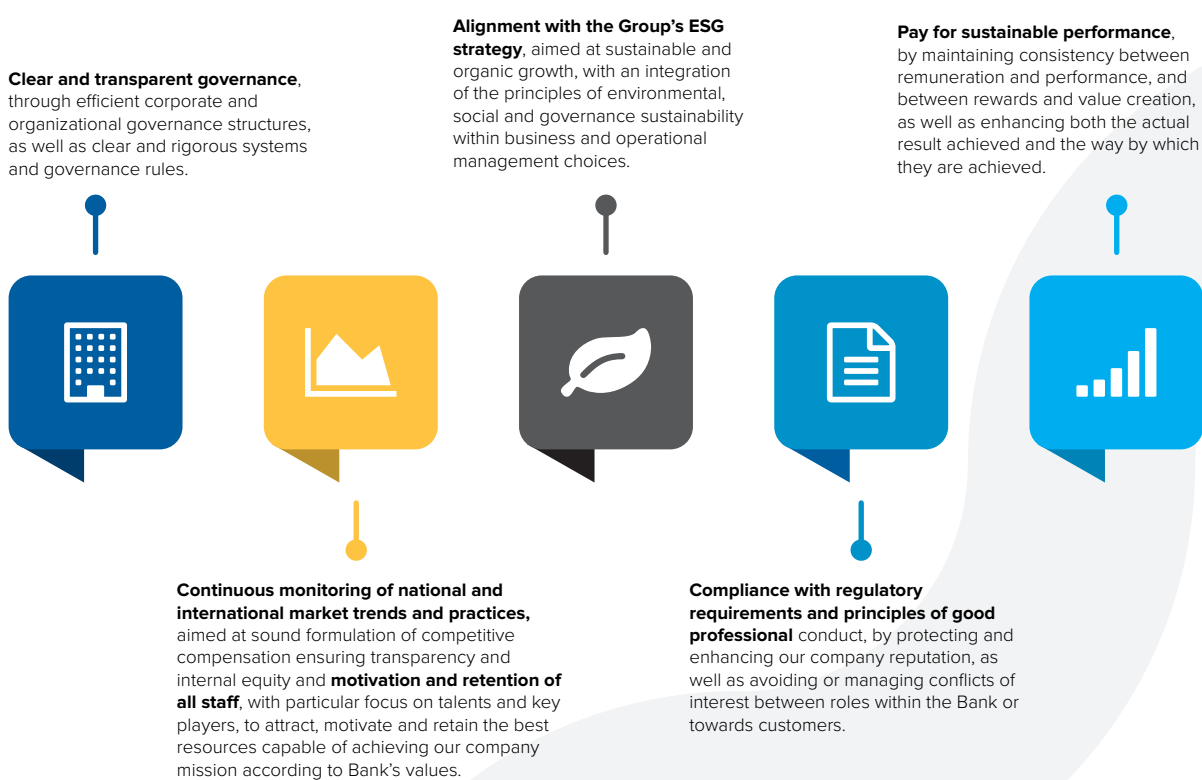 Clear and transparent governance,
through efficient corporate and
organizational governance structures,
as well as clear and rigorous systems
and governance rules.
Alignment with the Group's ESG
strategy, aimed at sustainable and
organic growth, with an integration
of the principles of environmental,
social and governance sustainability
within business and operational
management choices.
Pay for sustainable performance,
by maintaining consistency between
remuneration and performance, and
between rewards and value creation,
as well as enhancing both the actual
result achieved and the way by which
they are achieved.
Continuous monitoring of national and
international market trends and practices,
aimed at sound formulation of competitive
compensation ensuring transparency and
internal equity and motivation and retention of
all staff, with particular focus on talents and key
players, to attract, motivate and retain the best
resources capable of achieving our company
mission according to Bank's values.
Compliance with regulatory
requirements and principles of good
professional conduct, by protecting and
enhancing our company reputation, as
well as avoiding or managing conflicts of
interest between roles within the Bank or
towards customers.